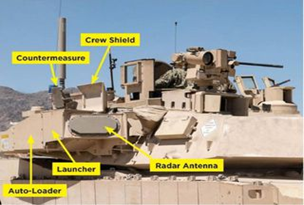 Crew Shield
Countermeasure
Launcher
Radar Antenna
Auto-Loader